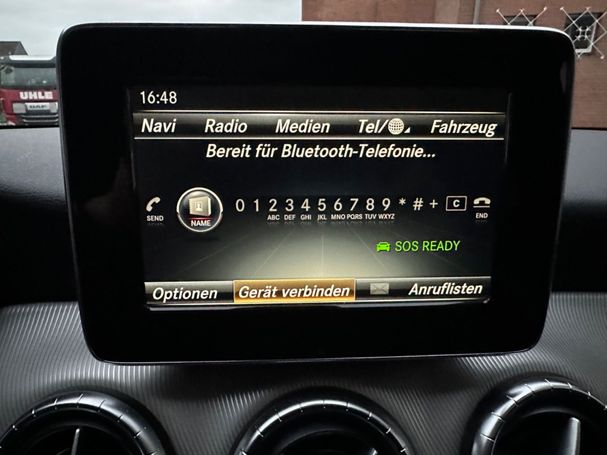 UHLE
DAF
16:48
Navi Radio Medien Tel/ Fahrzeug
Bereit für Bluetooth-Telefonie...
SEND NAME 0 1 2 3 4 5 6 7 8 9 * # + C END
ABC DEF GHI JKL MNO PQRS TUV WXYZ
SOS READY
Optionen Gerät verbinden Anruflisten